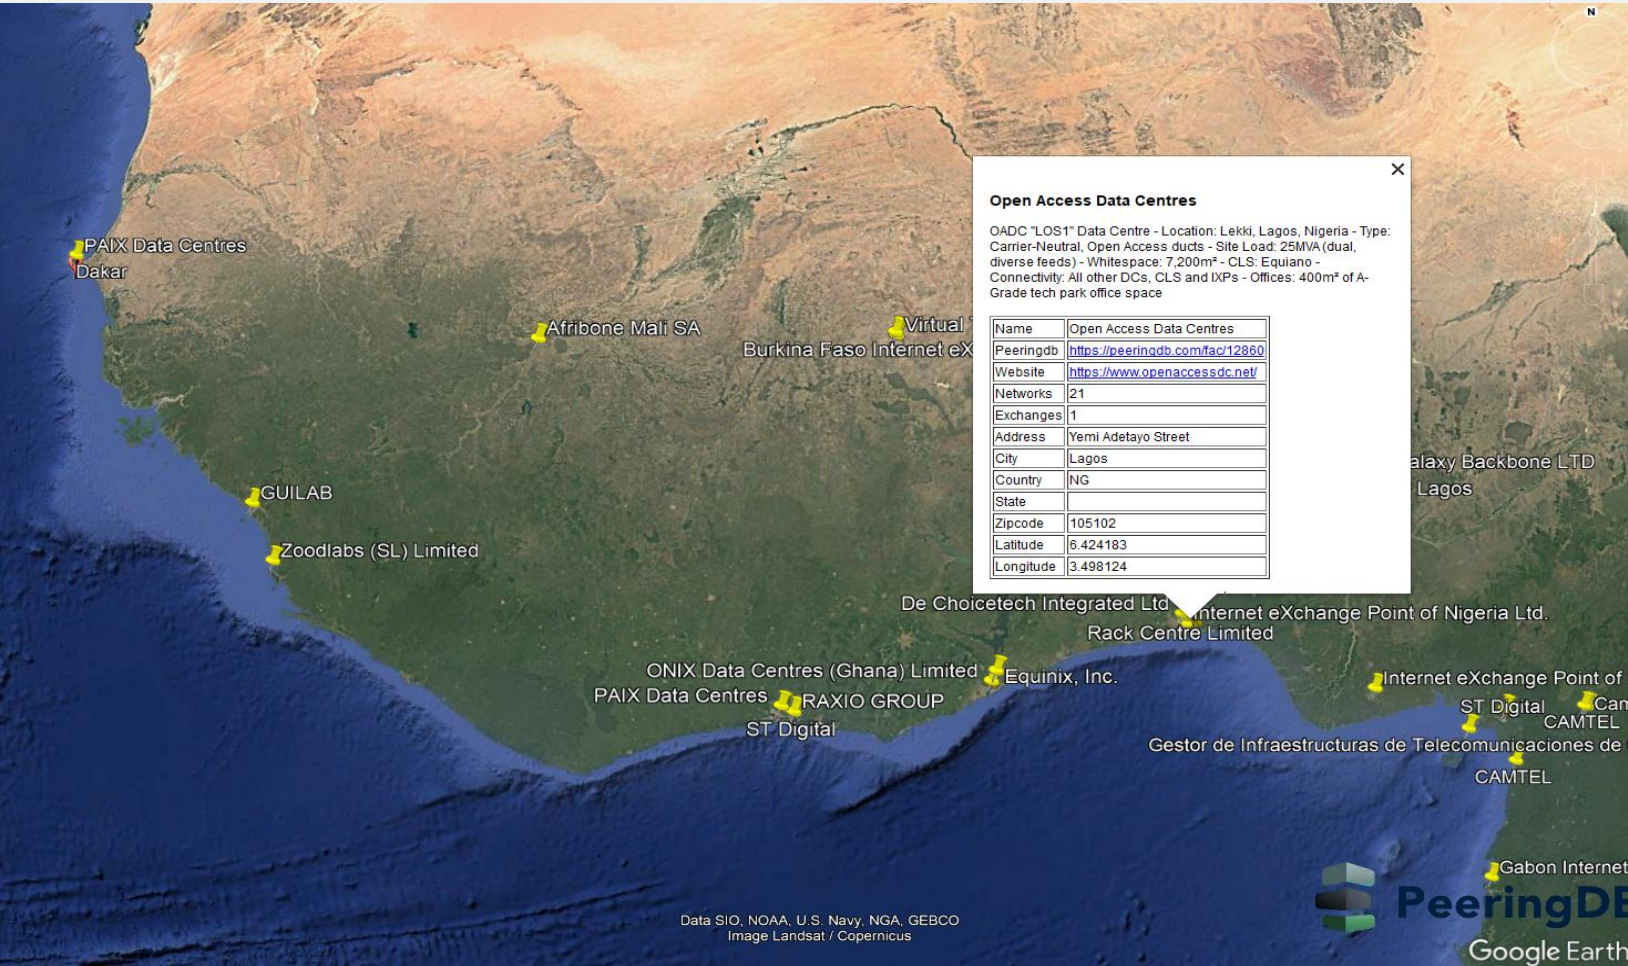 N
Open Access Data Centres
OADC "LOS1" Data Centre - Location: Lekki, Lagos, Nigeria - Type:
Carrier-Neutral, Open Access ducts - Site Load: 25MVA (dual,
diverse feeds) - Whitespace: 7,200m² - CLS: Equiano -
Connectivity: All other DCs, CLS and IXPs - Offices: 400m² of A-
Grade tech park office space
Name Open Access Data Centres
Peeringdb https://peeringdb.com/fac/12860
Website https://www.openaccessdc.net/
Networks 21
Exchanges 1
Address Yemi Adetayo Street
City Lagos
Country NG
State
Zipcode 105102
Latitude 6.424183
Longitude 3.498124
PAIX Data Centres
Dakar
Afribone Mali SA
Virtual
Burkina Faso Internet eX
alaxy Backbone LTD
Lagos
GUILAB
Zoodlabs (SL) Limited
De Choicetech Integrated Ltd
Internet eXchange Point of Nigeria Ltd.
Rack Centre Limited
ONIX Data Centres (Ghana) Limited
Equinix, Inc.
PAIX Data Centres
RAXIO GROUP
ST Digital
Internet eXchange Point of
ST Digital
Cam
CAMTEL
Gestor de Infraestructuras de Telecomunicaciones de
CAMTEL
Gabon Internet
PeeringDB
Data SIO, NOAA, U.S. Navy, NGA, GEBCO
Image Landsat / Copernicus
Google Earth